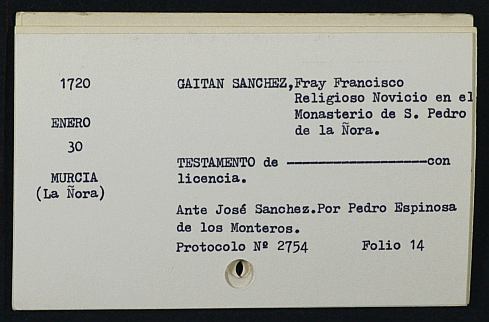 1720
ENERO
30
MURCIA
(La Ñora)
GAITAN SANCHEZ,Fray Francisco
Religioso Novicio en el
Monasterio de S. Pedro
de la Ñora.
TESTAMENTO de --------------------con
licencia.
Ante José Sanchez.Por Pedro Espinosa
de los Monteros.
Protocolo Nº 2754 Folio 14